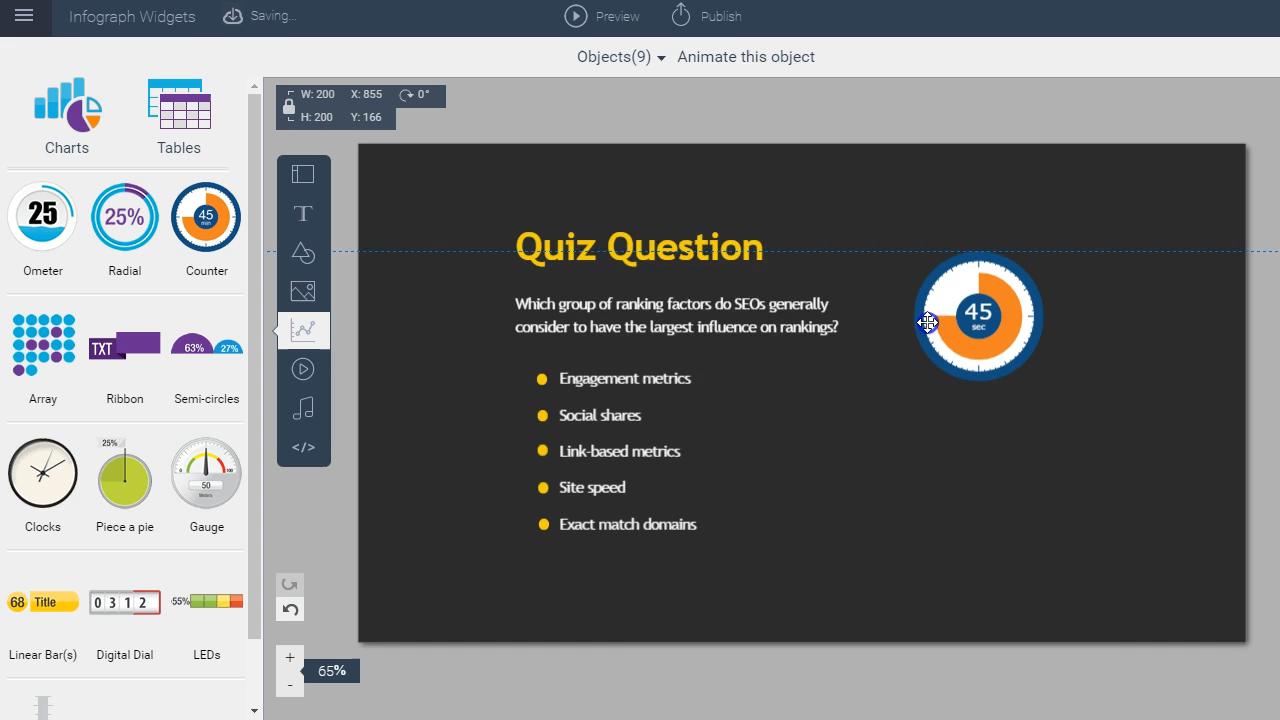 Infograph Widgets
Saving...
Preview
Publish
Objects(9)
Animate this object
W: 200 X: 855 0°
H: 200 Y: 166
Charts
Tables
25
25%
45
min
Ometer
Radial
Counter
TXT
63%
27%
Array
Ribbon
Semi-circles
25%
0
100
50
Meters
Clocks
Piece a pie
Gauge
68 Title
0 3 1 2
55%
Linear Bar(s)
Digital Dial
LEDs
T
</>
+
65%
-
Quiz Question
Which group of ranking factors do SEOs generally
consider to have the largest influence on rankings?
Engagement metrics
Social shares
Link-based metrics
Site speed
Exact match domains
45
sec